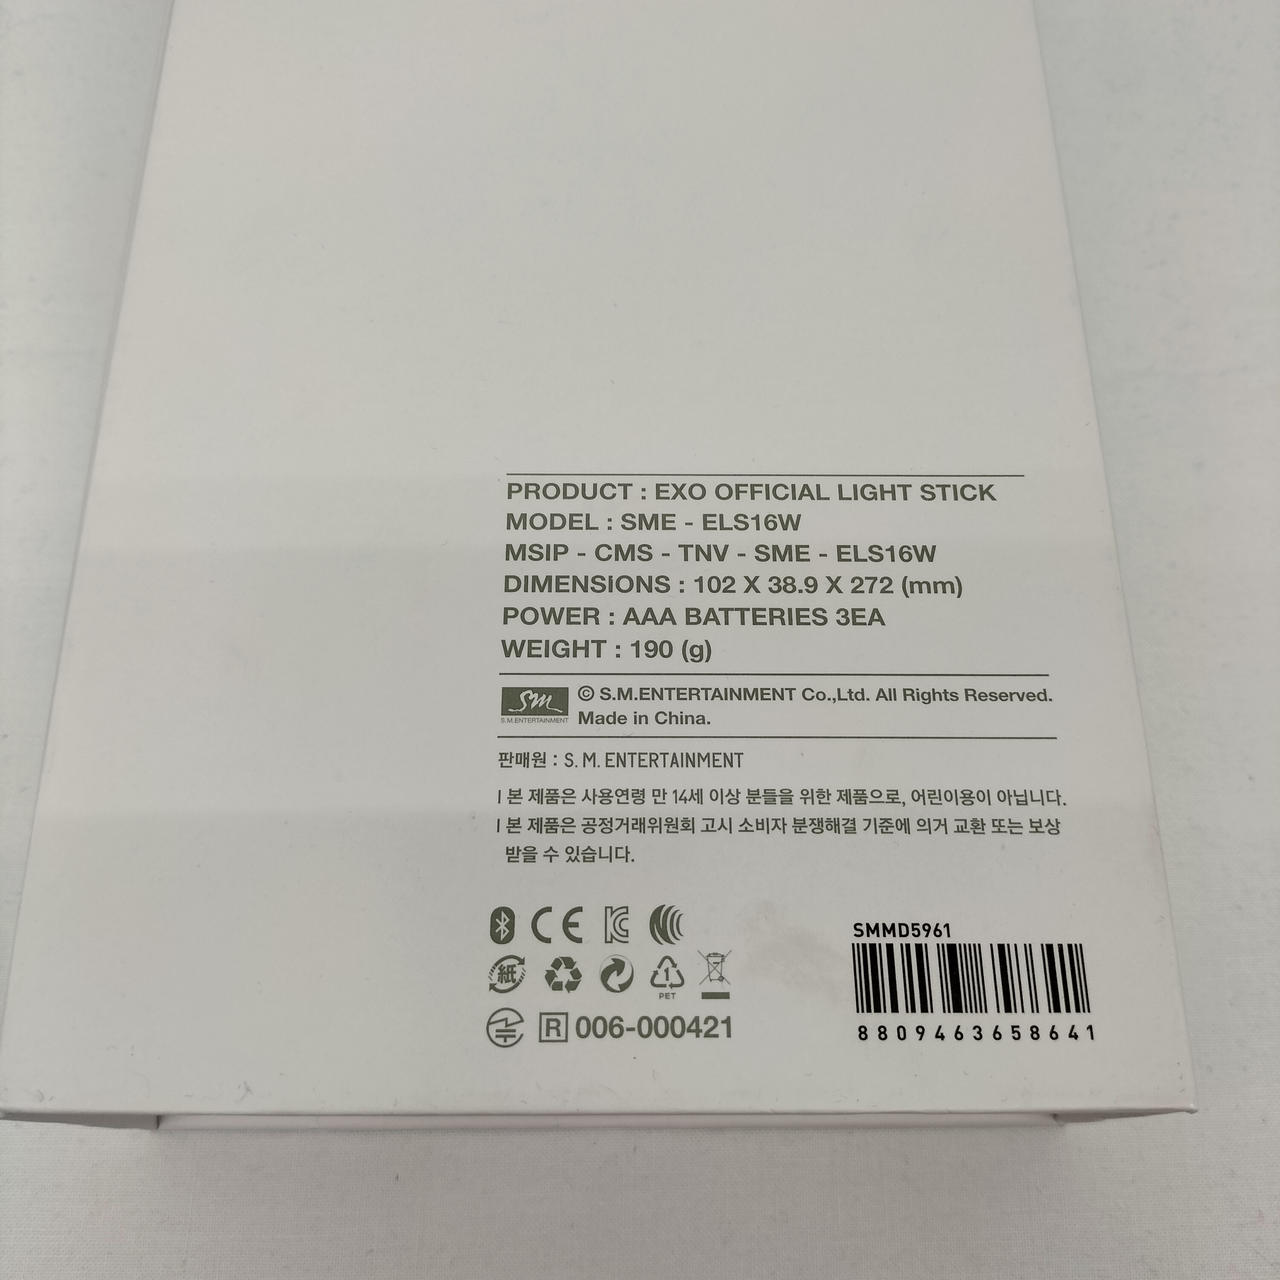 PRODUCT : EXO OFFICIAL LIGHT STICK
MODEL : SME - ELS16W
MSIP - CMS - TNV - SME - ELS16W
DIMENSIONS : 102 X 38.9 X 272 (mm)
POWER : AAA BATTERIES 3EA
WEIGHT : 190 (g)
SM
S.M.ENTERTAINMENT
© S.M.ENTERTAINMENT Co.,Ltd. All Rights Reserved.
Made in China.
판매원 : S. M. ENTERTAINMENT
I 본 제품은 사용연령 만 14세 이상 분들을 위한 제품으로, 어린이용이 아닙니다.
I 본 제품은 공정거래위원회 고시 소비자 분쟁해결 기준에 의거 교환 또는 보상
받을 수 있습니다.
CE
紙
1
PET
R 006-000421
SMMD5961
8809463658641